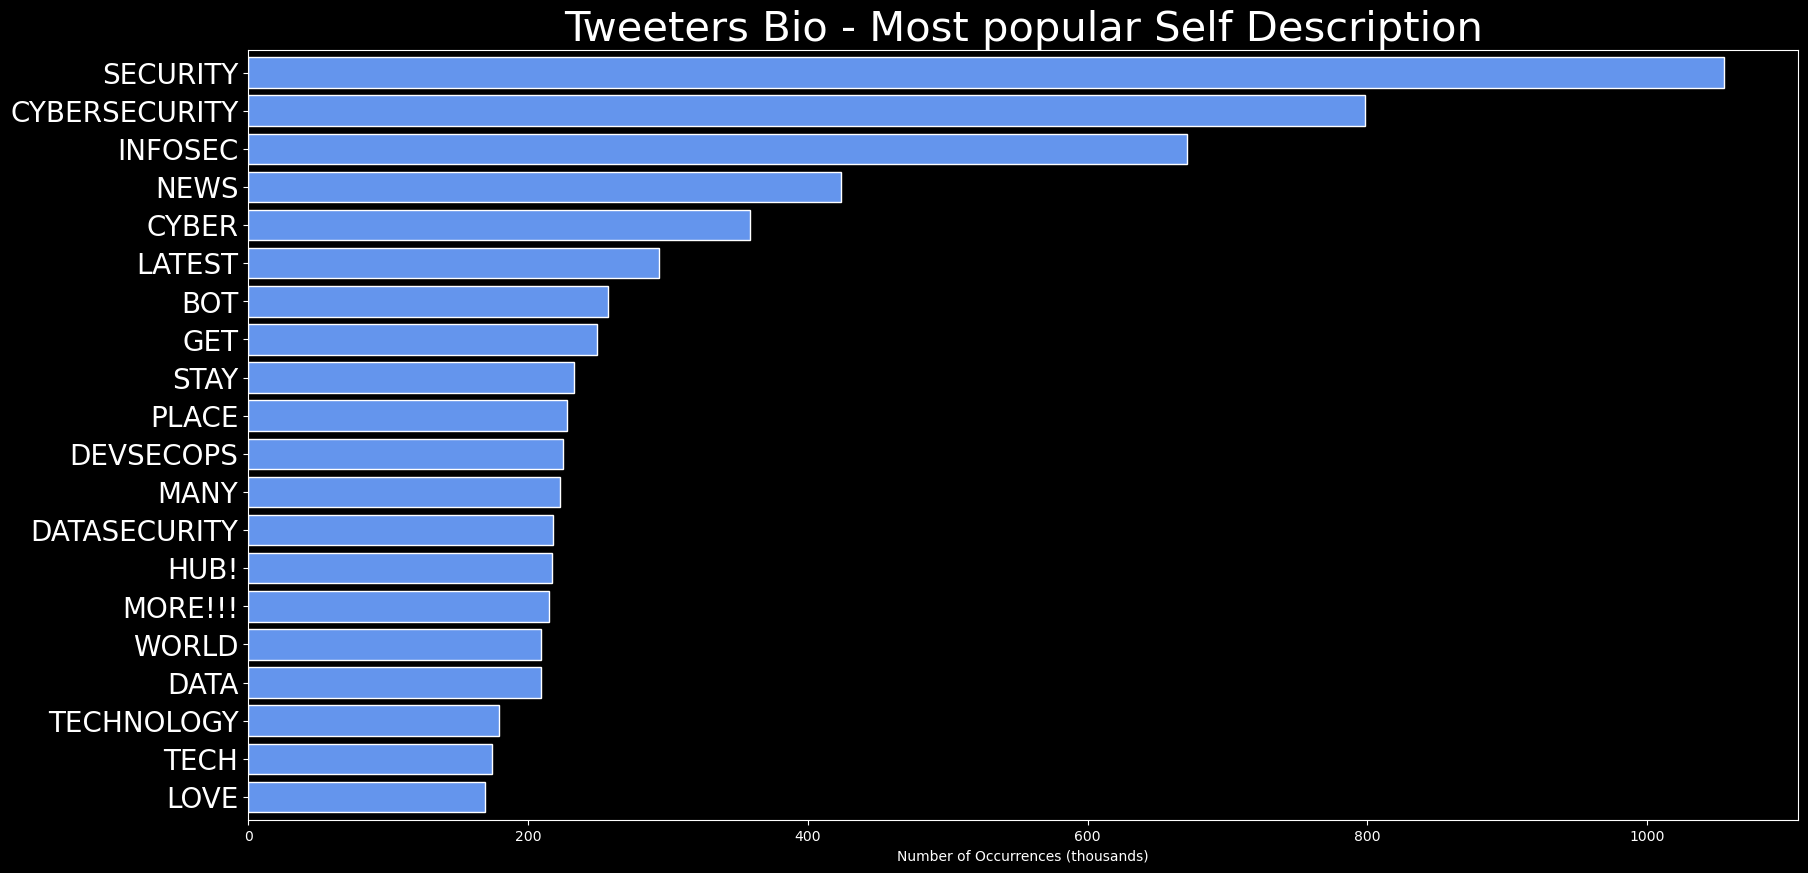 Tweeters Bio - Most popular Self Description
SECURITY
CYBERSECURITY
INFOSEC
NEWS
CYBER
LATEST
BOT
GET
STAY
PLACE
DEVSECOPS
MANY
DATASECURITY
HUB!
MORE!!!
WORLD
DATA
TECHNOLOGY
TECH
LOVE
0 200 400 600 800 1000
Number of Occurrences (thousands)